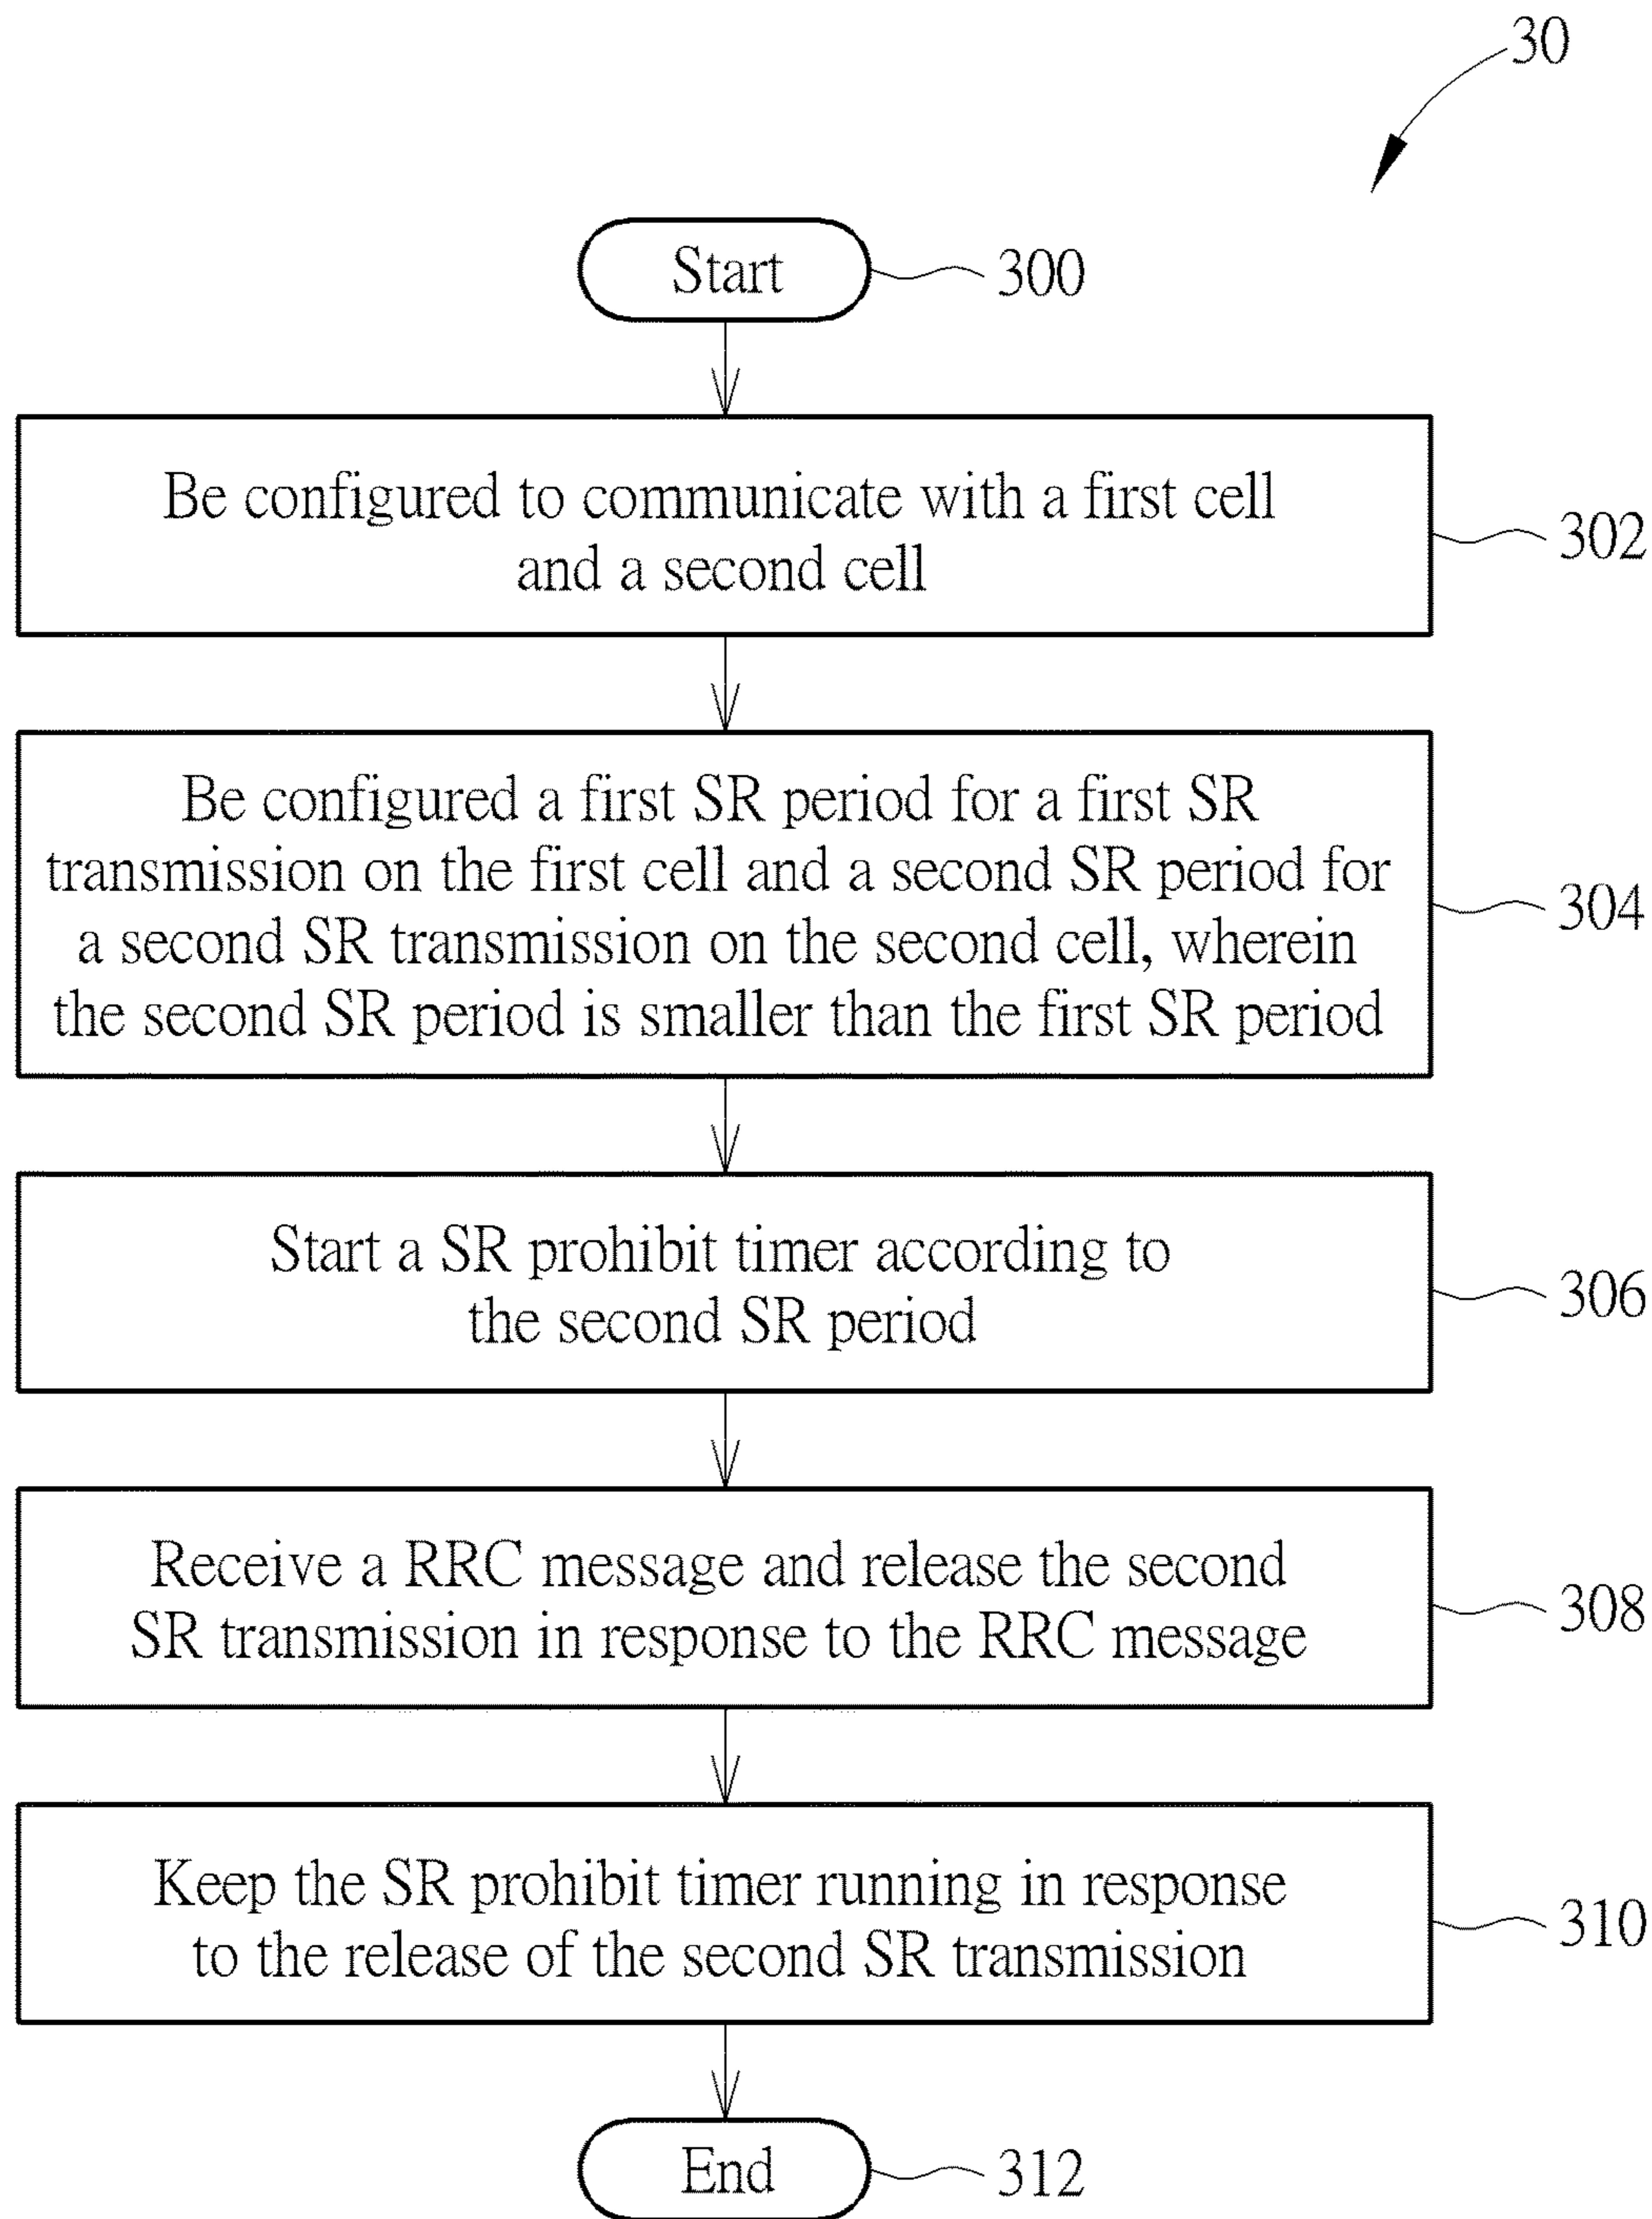 30
Start
300
Be configured to communicate with a first cell
and a second cell
302
Be configured a first SR period for a first SR
transmission on the first cell and a second SR period for
a second SR transmission on the second cell, wherein
the second SR period is smaller than the first SR period
304
Start a SR prohibit timer according to
the second SR period
306
Receive a RRC message and release the second
SR transmission in response to the RRC message
308
Keep the SR prohibit timer running in response
to the release of the second SR transmission
310
End
312